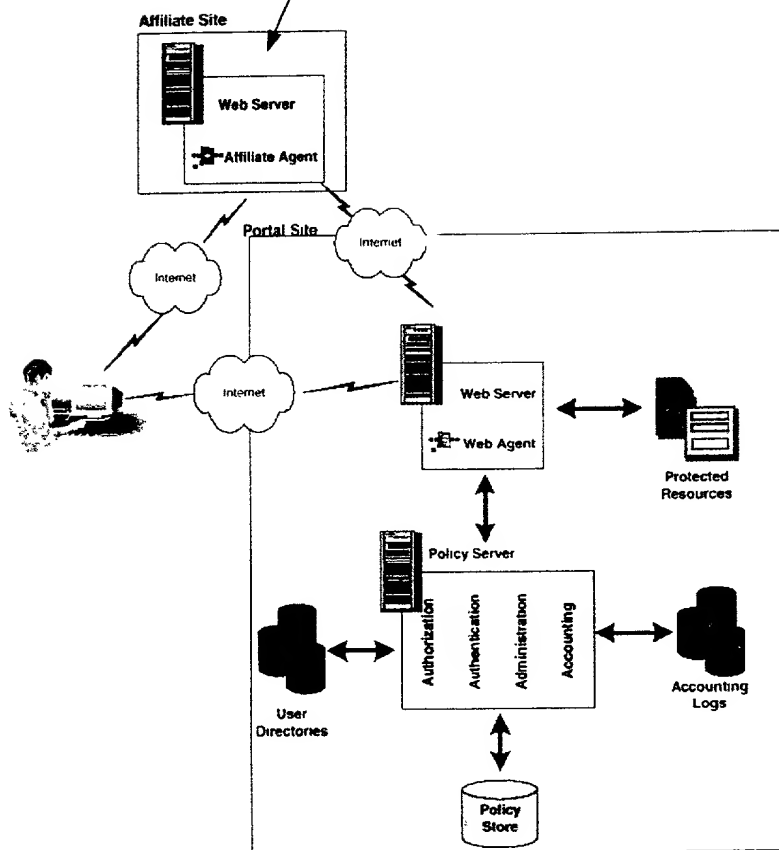 Affiliate Site
Web Server
Affiliate Agent
Portal Site
Internet
Internet
Internet
Web Server
Web Agent
Protected
Resources
Policy Server
Authorization
Authentication
Administration
Accounting
User
Directories
Accounting
Logs
Policy
Store